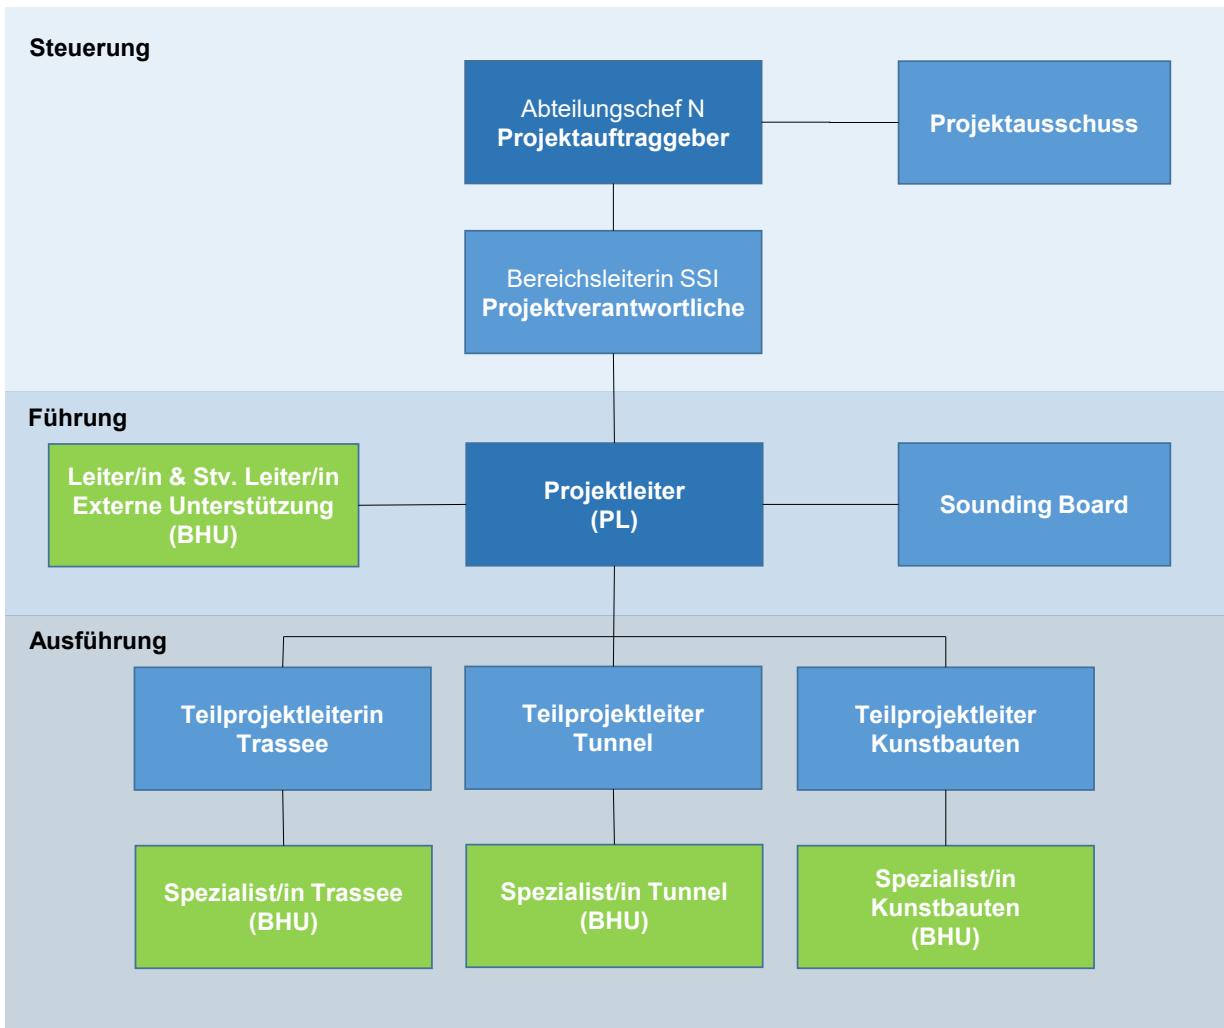 Steuerung
Abteilungschef N
Projektauftraggeber
Projektausschuss
Bereichsleiterin SSI
Projektverantwortliche
Führung
Leiter/in & Stv. Leiter/in
Externe Unterstützung
(BHU)
Projektleiter
(PL)
Sounding Board
Ausführung
Teilprojektleiterin
Trassee
Teilprojektleiter
Tunnel
Teilprojektleiter
Kunstbauten
Spezialist/in Trassee
(BHU)
Spezialist/in Tunnel
(BHU)
Spezialist/in
Kunstbauten
(BHU)